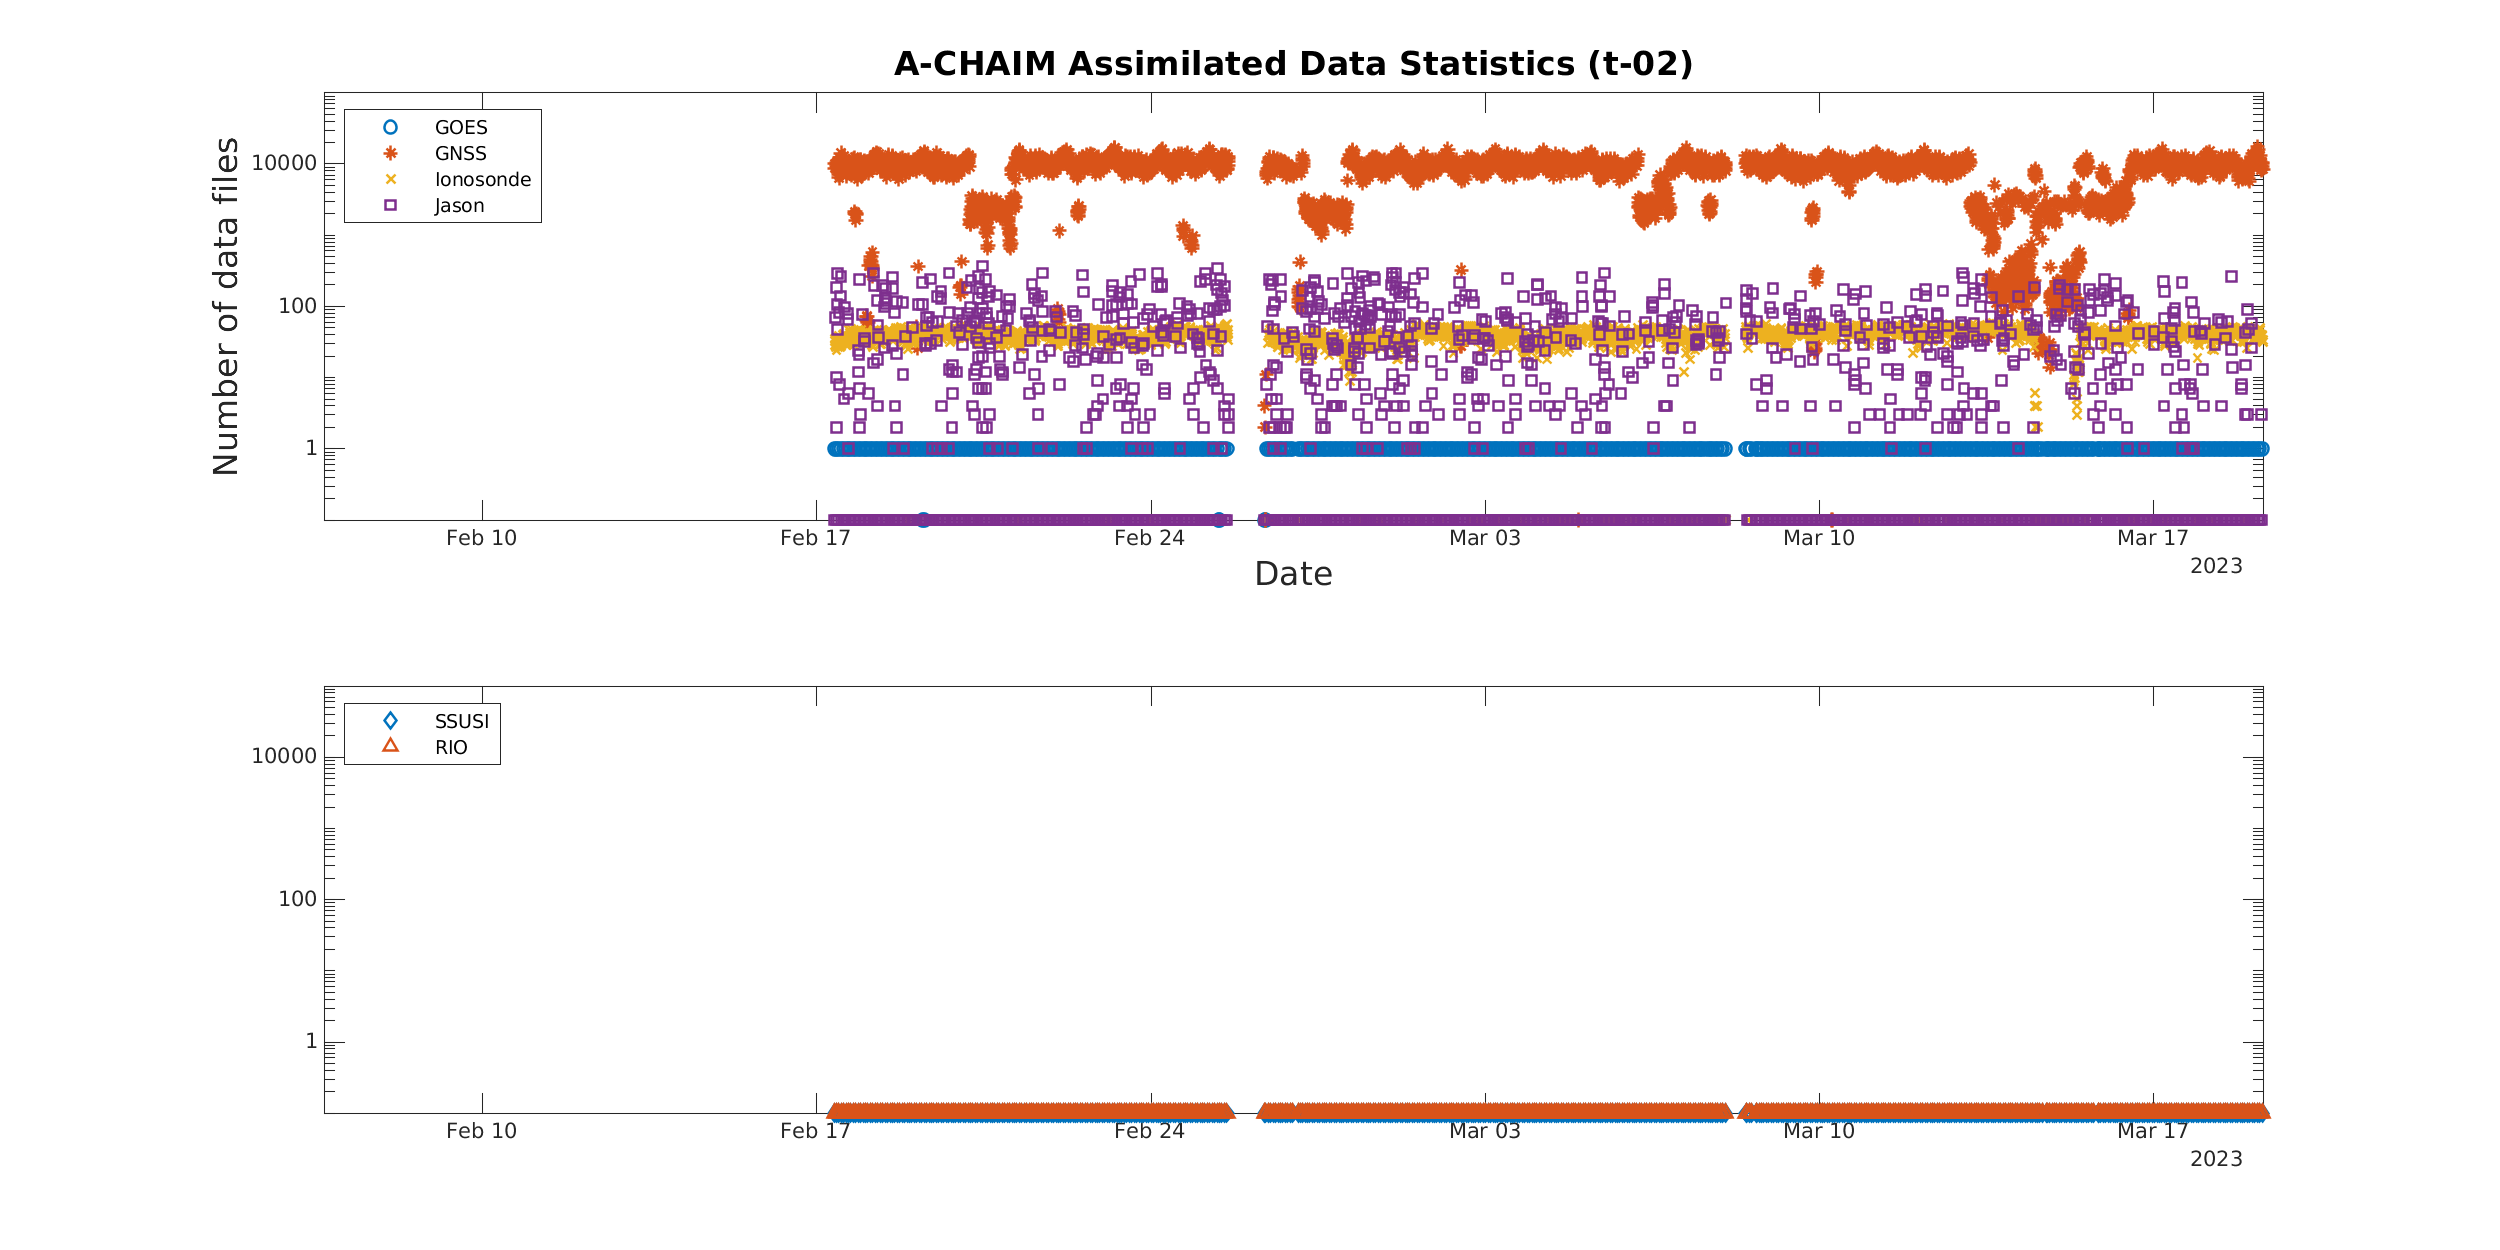 A-CHAIM Assimilated Data Statistics (t-02)
Number of data files
10000
100
1
GOES
GNSS
Ionosonde
Jason
Feb 10 Feb 17 Feb 24 Mar 03 Mar 10 Mar 17
2023
Date
10000
100
1
SSUSI
RIO
Feb 10 Feb 17 Feb 24 Mar 03 Mar 10 Mar 17
2023